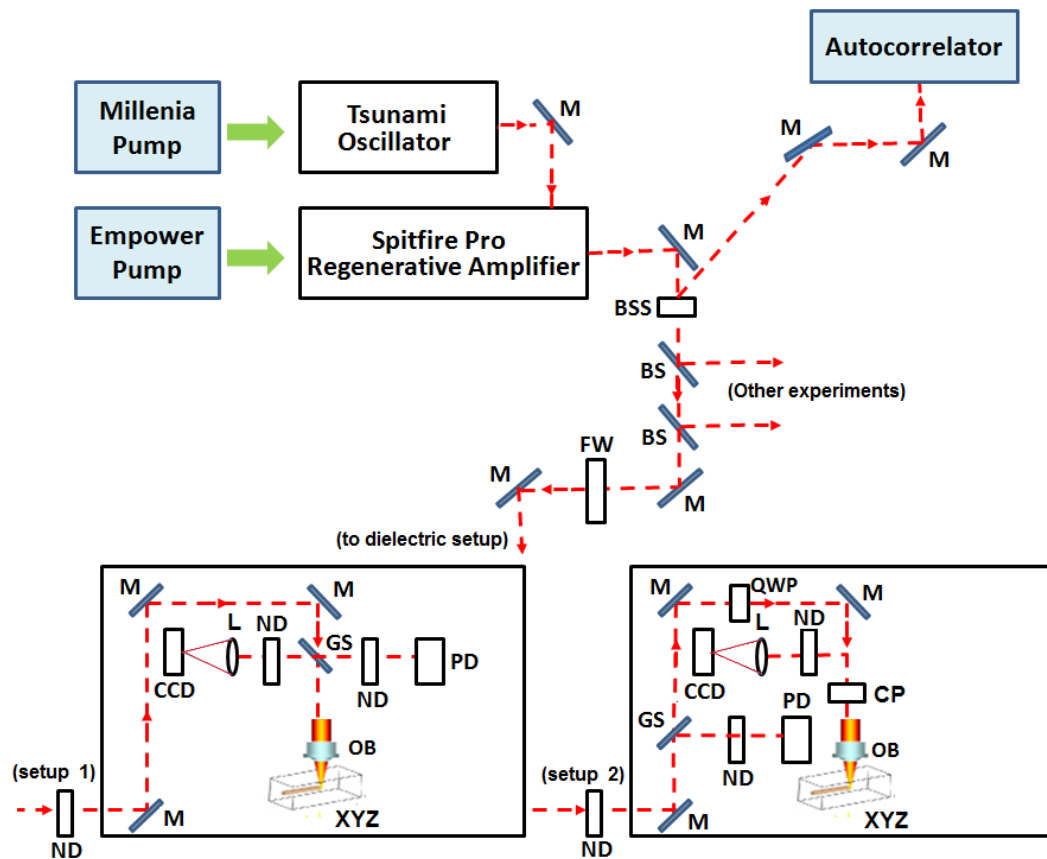 Autocorrelator
Millenia
Pump
Tsunami
Oscillator
M
M
M
Empower
Pump
Spitfire Pro
Regenerative Amplifier
M
BSS
BS
(Other experiments)
BS
FW
M
M
(to dielectric setup)
M
M
L
ND
GS
CCD
ND
PD
OB
(setup 1)
M
XYZ
ND
M
QWP
M
L
ND
CCD
CP
GS
PD
ND
OB
(setup 2)
M
XYZ
ND